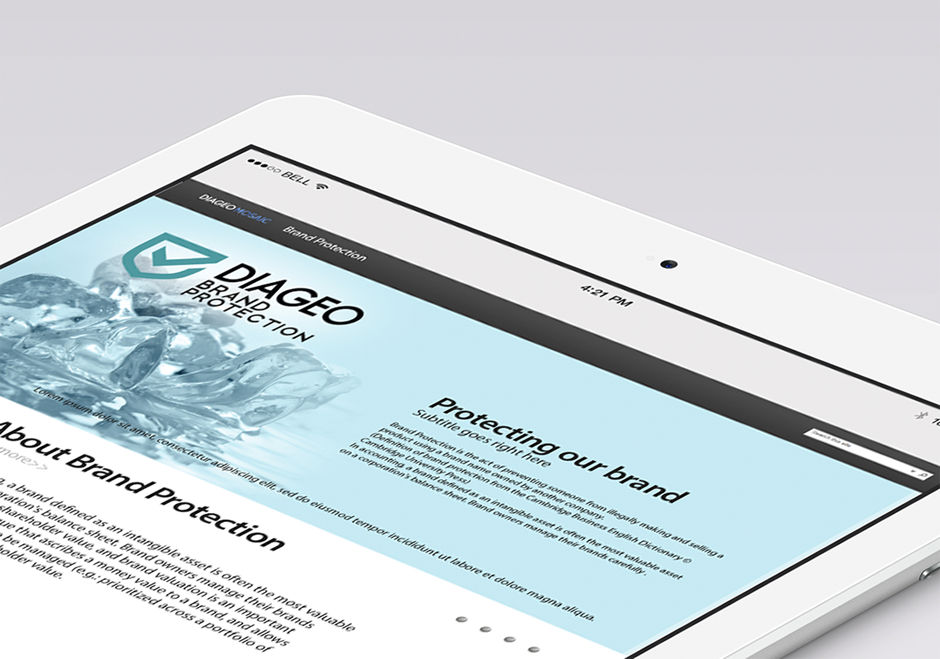 BELL
4:21 PM
DIAGEO MOSAIC
Brand Protection
Search this site
DIAGEO
BRAND
PROTECTION
Protecting our brand
Subtitle goes right here
Brand Protection is the act of preventing someone from illegally making and selling a
product using a brand name owned by another company.
(Definition of brand protection from the Cambridge Business English Dictionary ©
Cambridge University Press)
in accounting, a brand defined as an intangible asset is often the most valuable asset
on a corporation's balance sheet. Brand owners manage their brands carefully.
"Lorem ipsum dolor sit amet, consectetur adipiscing elit, sed do eiusmod tempor incididunt ut labore et dolore magna aliqua.
About Brand Protection
more>>
a brand defined as an intangible asset is often the most valuable
balance sheet. Brand owners manage their brands
shareholder value, and brand valuation is an important
that ascribes a money value to a brand, and allows
be managed (e.g.: prioritized across a portfolio of
value.